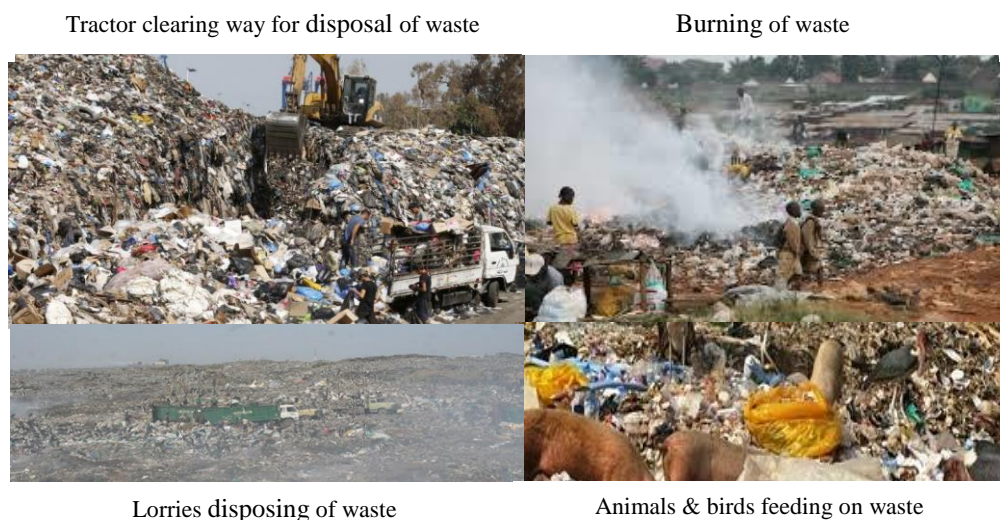 Tractor clearing way for disposal of waste
Burning of waste
Lorries disposing of waste
Animals & birds feeding on waste